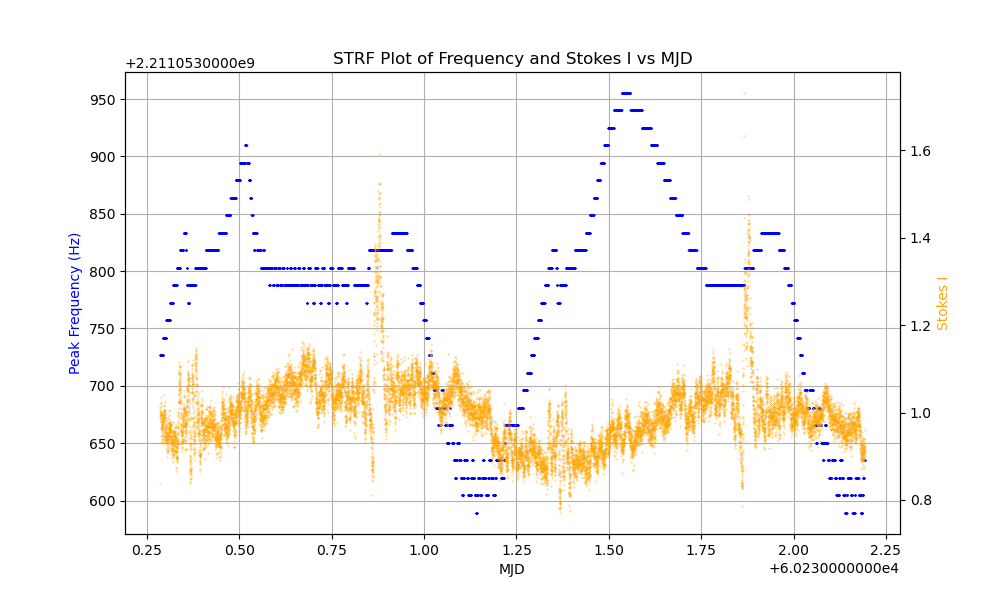 STRF Plot of Frequency and Stokes I vs MJD
+2.2110530000e9
950
900
850
800
750
700
650
600
Peak Frequency (Hz)
1.6
1.4
1.2
1.0
0.8
Stokes I
0.25 0.50 0.75 1.00 1.25 1.50 1.75 2.00 2.25
MJD
+6.0230000000e4